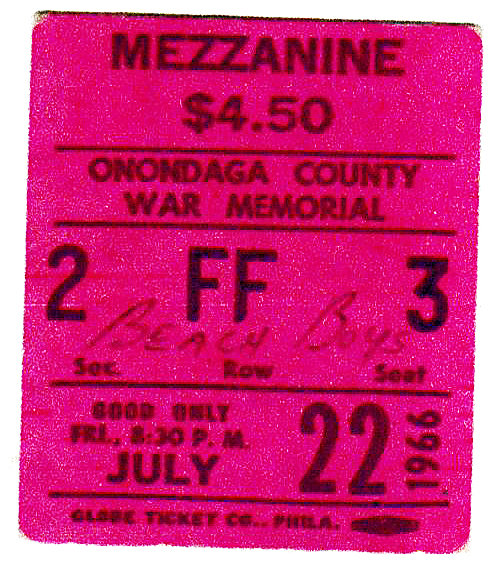 MEZZANINE
$4.50
ONONDAGA COUNTY
WAR MEMORIAL
2 FF 3
Beach Boys
Sec. Row Seat
GOOD ONLY
FRI., 8:30 P. M.
JULY 22 1966
GLOBE TICKET CO., PHILA.